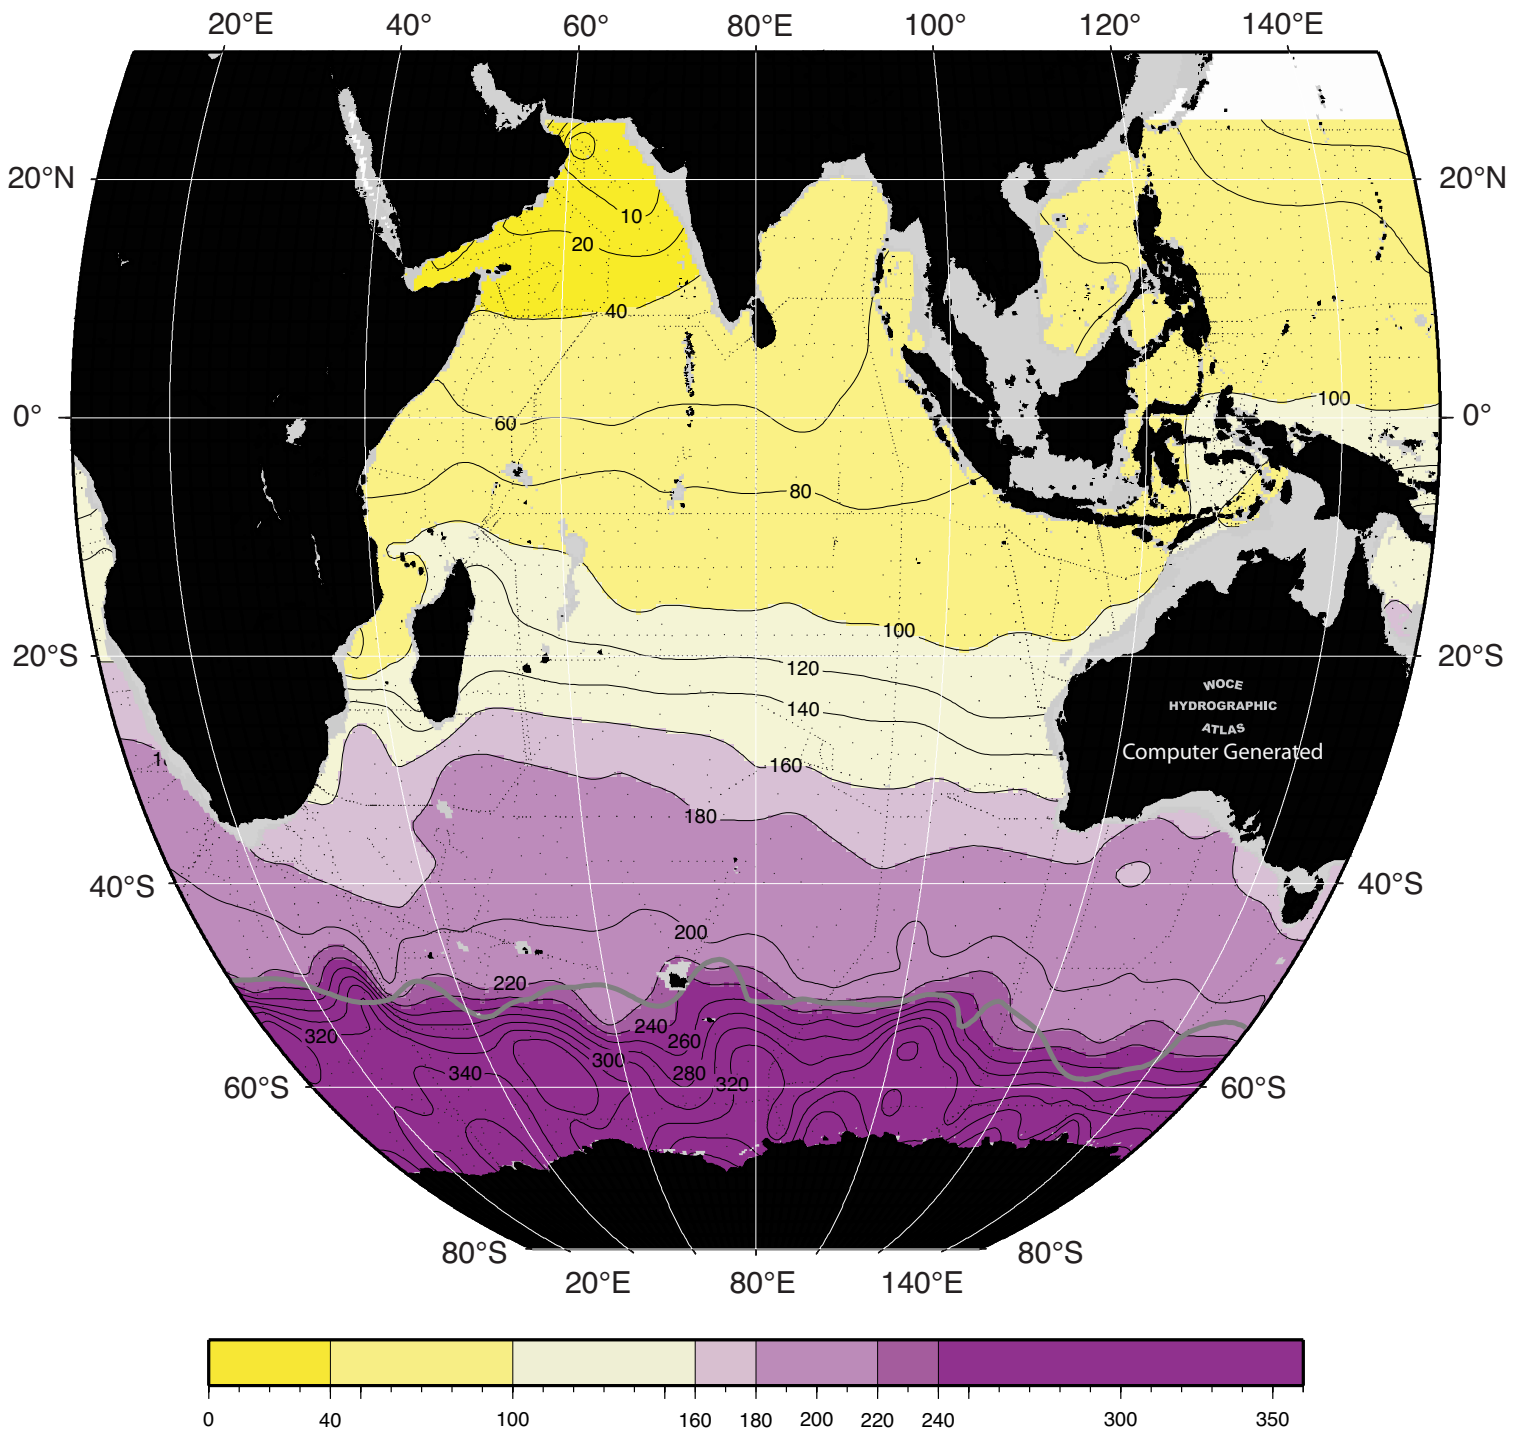 20°E 40° 60° 80°E 100° 120° 140°E
20°N 20°N
10
20
40
100
0° 0°
60
80
100
20°S 20°S
120
WOCE
HYDROGRAPHIC
140
ATLAS
Computer Generated
160
180
40°S 40°S
200
220
240
320
260
300
340 280
320
60°S 60°S
80°S 80°S
20°E 80°E 140°E
0 40 100 160 180 200 220 240 300 350